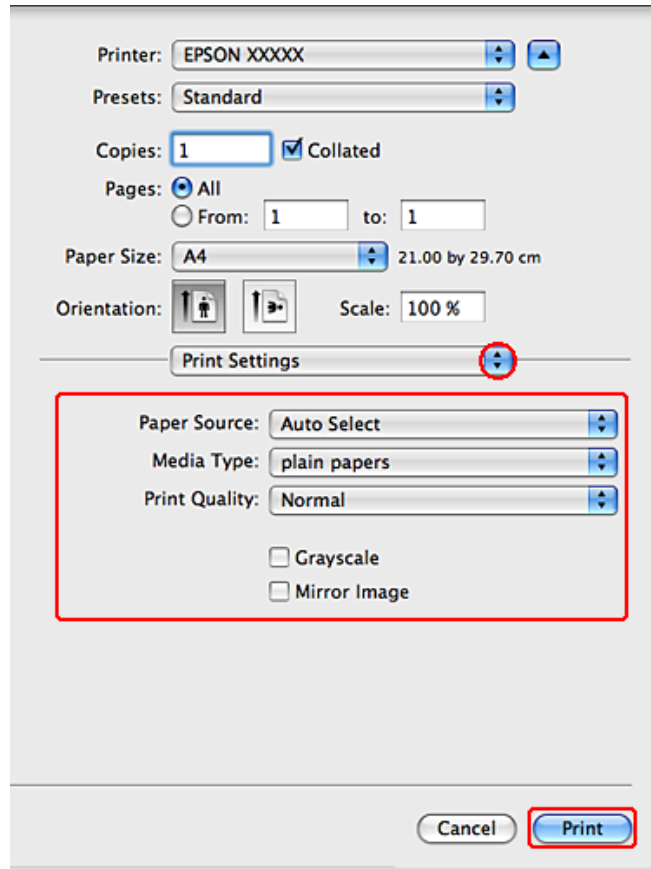 Printer: EPSON XXXXX
Presets: Standard
Copies: 1 Collated
Pages: All
From: 1 to: 1
Paper Size: A4 21.00 by 29.70 cm
Orientation: Scale: 100 %
Print Settings
Paper Source: Auto Select
Media Type: plain papers
Print Quality: Normal
Grayscale
Mirror Image
Cancel Print